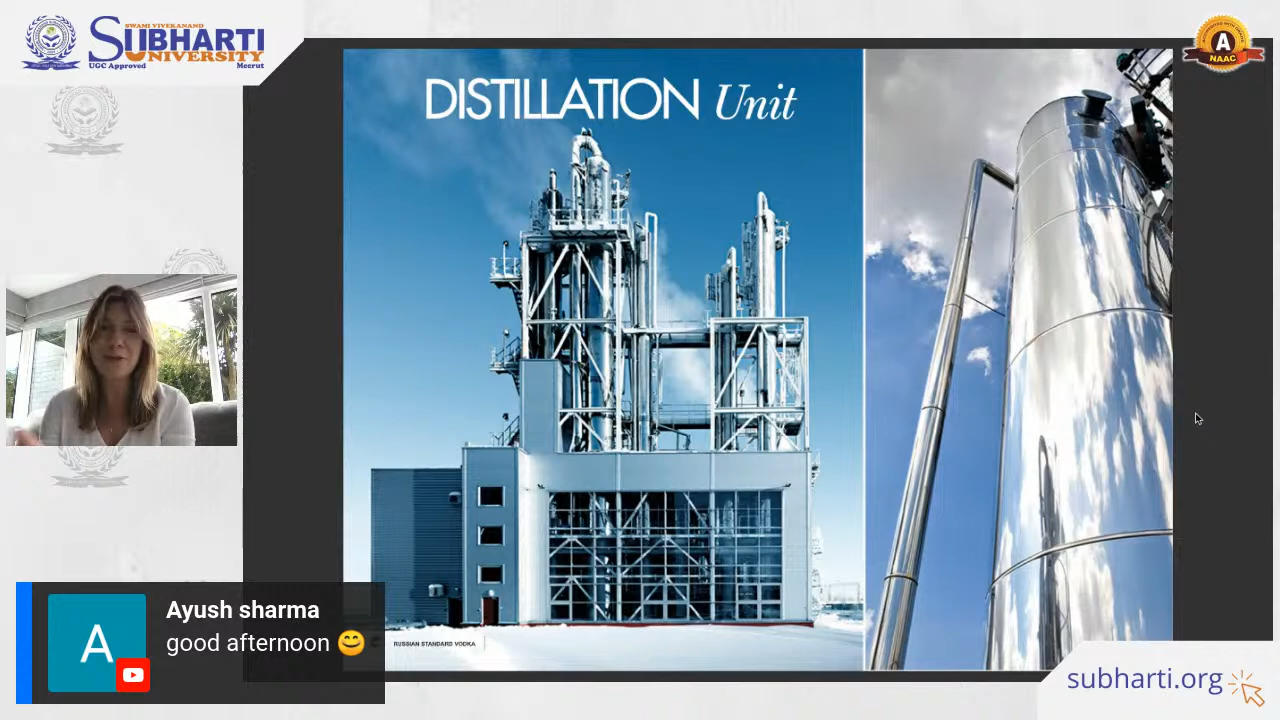 SWAMI VIVEKANAND
SUBHARTI
UNIVERSITY
UGC Approved Meerut
A
NAAC
DISTILLATION Unit
RUSSIAN STANDARD VODKA
A
Ayush sharma
good afternoon 😊
subharti.org